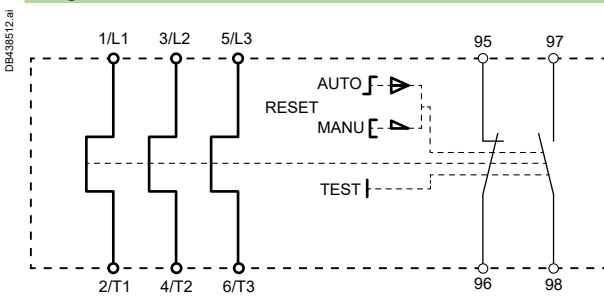 DB438512.ai
1/L1 3/L2 5/L3 95 97
AUTO
RESET
MANU
TEST
2/T1 4/T2 6/T3 96 98